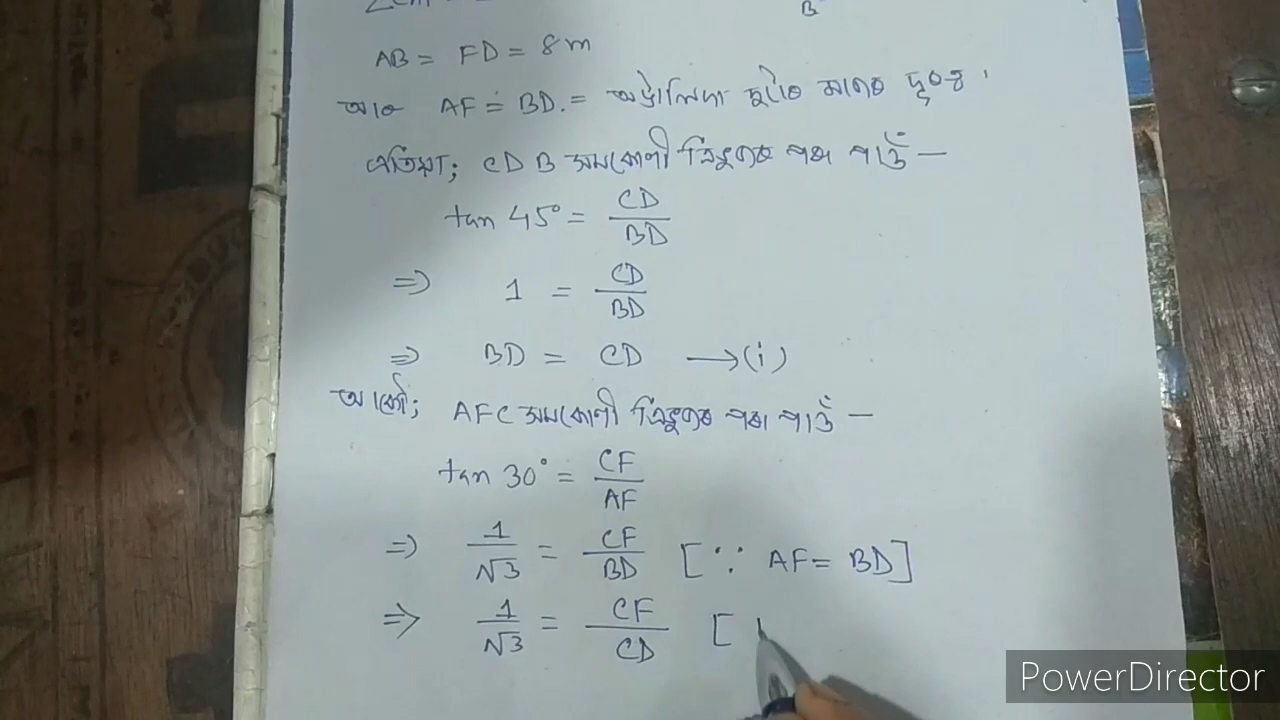 B
AB = FD = 8 m
আৰু AF = BD. = অট্টালিকা দুটাৰ মাজৰ দূৰত্ব ।
এতিয়া; CDB সমকোণী ত্ৰিভুজৰ পৰা পাওঁ —
tan 45° = CD/BD
⇒ 1 = CD/BD
⇒ BD = CD ⟶ (i)
আকৌ; AFC সমকোণী ত্ৰিভুজৰ পৰা পাওঁ —
tan 30° = CF/AF
⇒ 1/√3 = CF/BD [∵ AF = BD]
⇒ 1/√3 = CF/CD [
PowerDirector